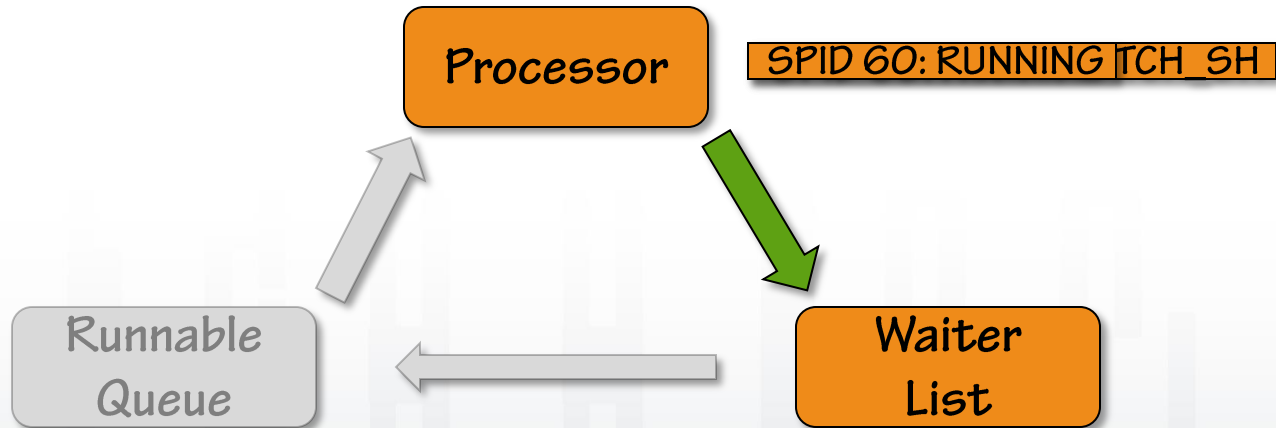 Processor
SPID 60: RUNNING TCH_SH
Runnable
Queue
Waiter
List